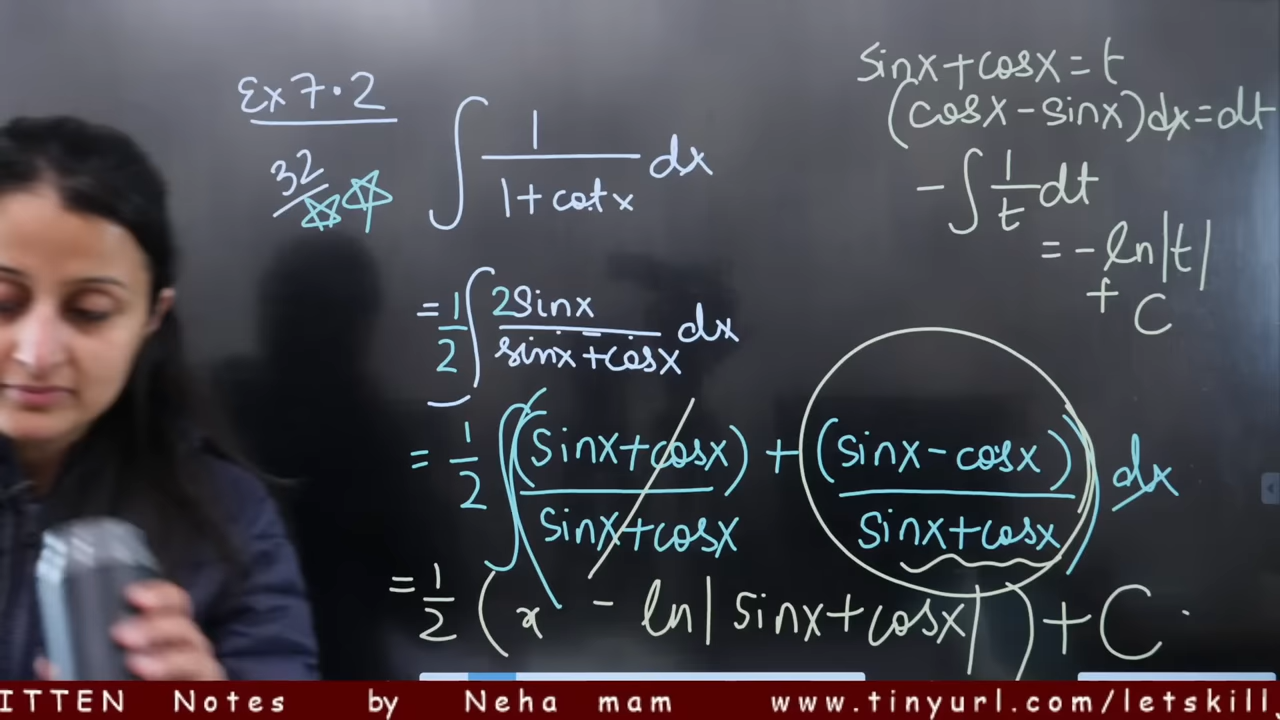 Ex 7.2
32
∫ 1/(1+cotx) dx
= 1/2 ∫ 2sinx/(sinx+cosx) dx
= 1/2 ∫ ((sinx+cosx)/(sinx+cosx) + (sinx-cosx)/(sinx+cosx)) dx
= 1/2 (x - ln|sinx+cosx|) + C.
sinx+cosx=t
(cosx-sinx)dx=dt
-∫ 1/t dt
= -ln|t|
+ C
ITTEN Notes by Neha mam www.tinyurl.com/letskill